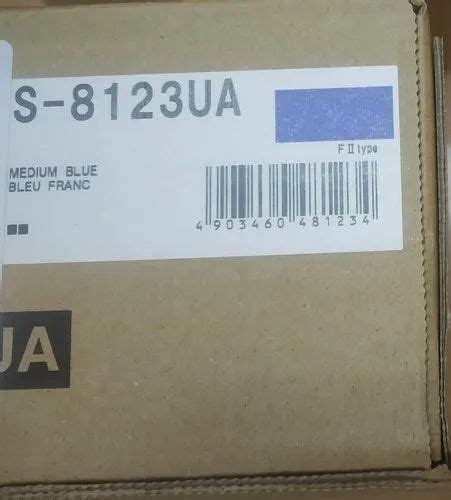 S-8123UA
F II type
MEDIUM BLUE
BLEU FRANC
4 903460 481234
UA